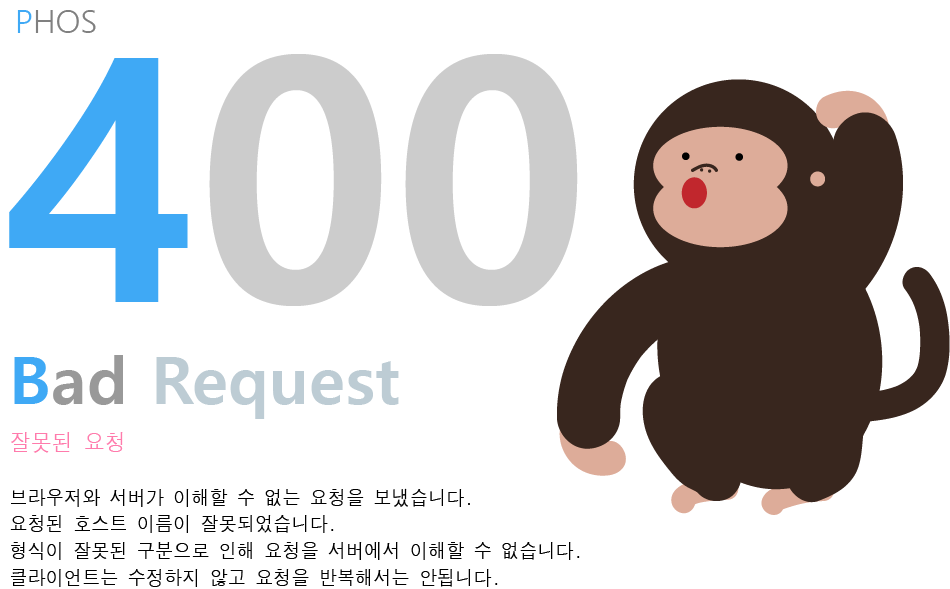 PHOS
400
Bad Request
잘못된 요청
브라우저와 서버가 이해할 수 없는 요청을 보냈습니다.
요청된 호스트 이름이 잘못되었습니다.
형식이 잘못된 구분으로 인해 요청을 서버에서 이해할 수 없습니다.
클라이언트는 수정하지 않고 요청을 반복해서는 안됩니다.